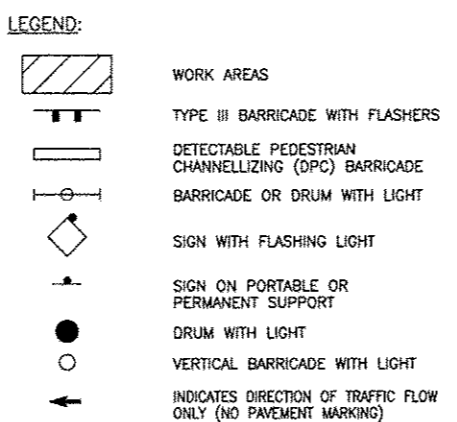 LEGEND:
WORK AREAS
TYPE III BARRICADE WITH FLASHERS
DETECTABLE PEDESTRIAN
CHANNELLIZING (DPC) BARRICADE
BARRICADE OR DRUM WITH LIGHT
SIGN WITH FLASHING LIGHT
SIGN ON PORTABLE OR
PERMANENT SUPPORT
DRUM WITH LIGHT
VERTICAL BARRICADE WITH LIGHT
INDICATES DIRECTION OF TRAFFIC FLOW
ONLY (NO PAVEMENT MARKING)